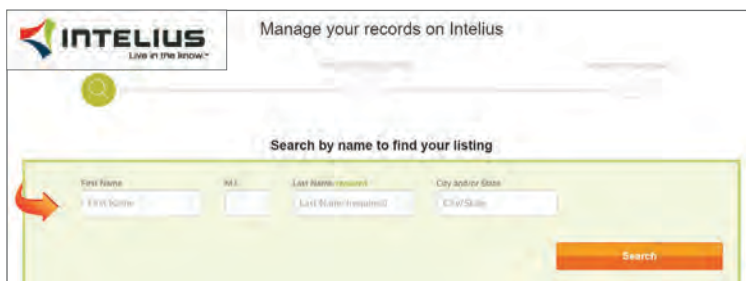 INTELIUS
Live in the know.™
Manage your records on Intelius
Search by name to find your listing
First Name M.I. Last Name required City and/or State
First Name Last Name (required) City/State
Search